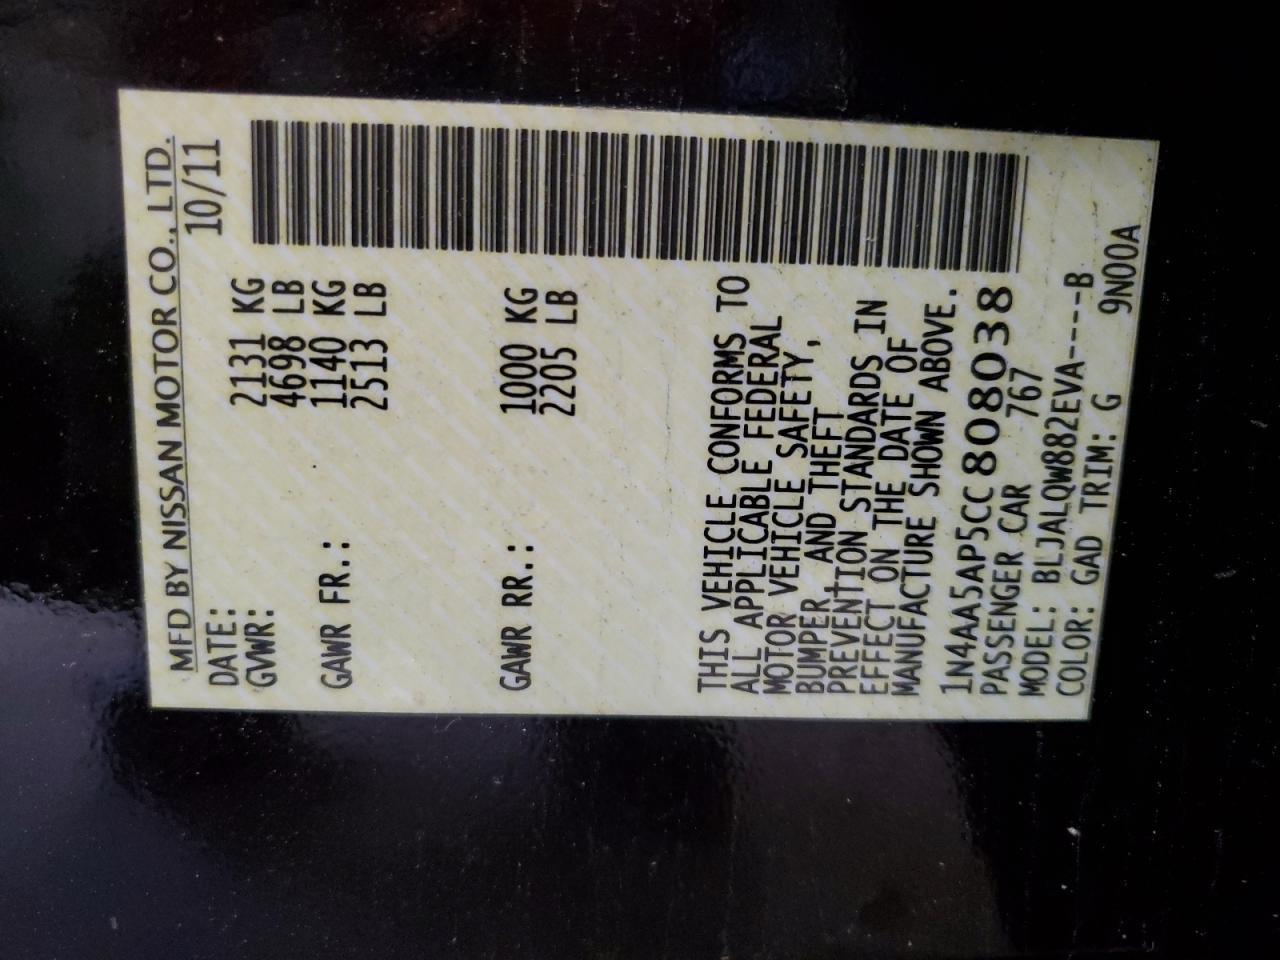 MFD BY NISSAN MOTOR CO., LTD.
DATE: 10/11
GVWR: 2131 KG
4698 LB
GAWR FR.: 1140 KG
2513 LB
GAWR RR.: 1000 KG
2205 LB
THIS VEHICLE CONFORMS TO
ALL APPLICABLE FEDERAL
MOTOR VEHICLE SAFETY,
BUMPER, AND THEFT
PREVENTION STANDARDS IN
EFFECT ON THE DATE OF
MANUFACTURE SHOWN ABOVE.
1N4AA5AP5CC808038
PASSENGER CAR 767
MODEL: BLJALQW882EVA----B
COLOR: GAD TRIM: G 9N00A